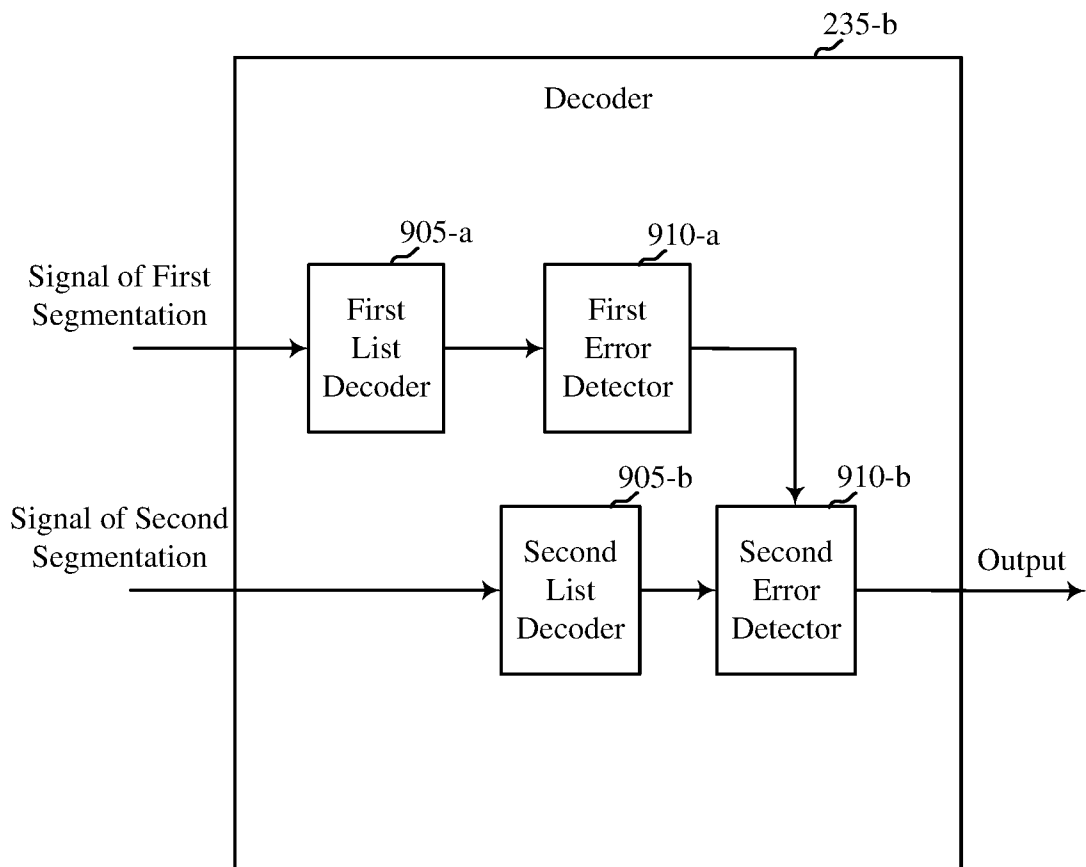 235-b
Decoder
905-a
910-a
Signal of First
Segmentation
First
List
Decoder
First
Error
Detector
905-b
910-b
Signal of Second
Segmentation
Second
List
Decoder
Second
Error
Detector
Output